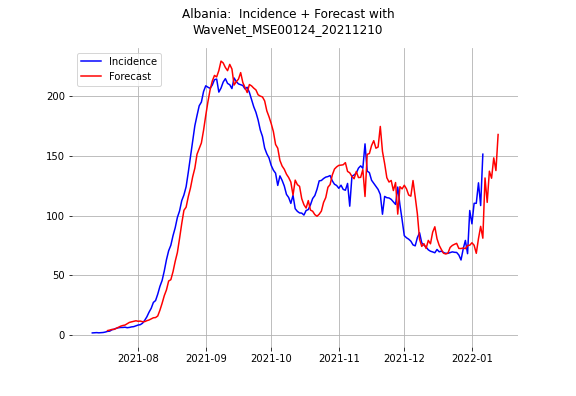 Albania:  Incidence + Forecast with
WaveNet_MSE00124_20211210
Incidence
Forecast
200
150
100
50
0
2021-08
2021-09
2021-10
2021-11
2021-12
2022-01